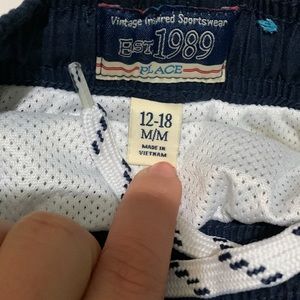 Vintage Inspired Sportswear
EST 1989
PLACE
12-18
M/M
MADE IN
VIETNAM